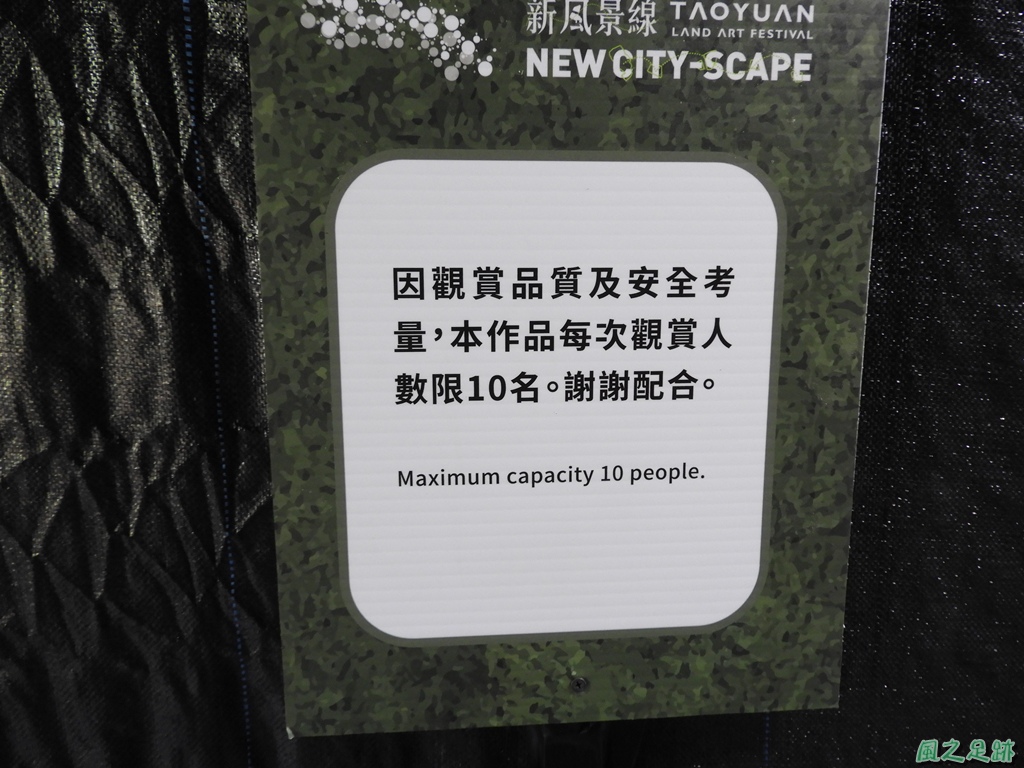 新風景線 TAOYUAN
LAND ART FESTIVAL
NEW CITY-SCAPE
因觀賞品質及安全考
量，本作品每次觀賞人
數限10名。謝謝配合。
Maximum capacity 10 people.
風之足跡